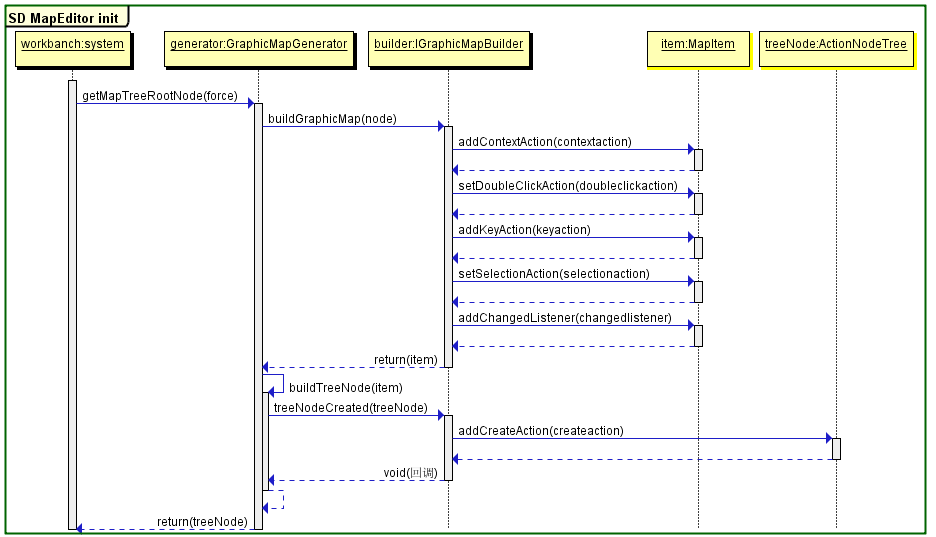 SD MapEditor init
workbanch:system
generator:GraphicMapGenerator
builder:IGraphicMapBuilder
item:MapItem
treeNode:ActionNodeTree
getMapTreeRootNode(force)
buildGraphicMap(node)
addContextAction(contextaction)
setDoubleClickAction(doubleclickaction)
addKeyAction(keyaction)
setSelectionAction(selectionaction)
addChangedListener(changedlistener)
return(item)
buildTreeNode(item)
treeNodeCreated(treeNode)
addCreateAction(createaction)
void(回调)
return(treeNode)